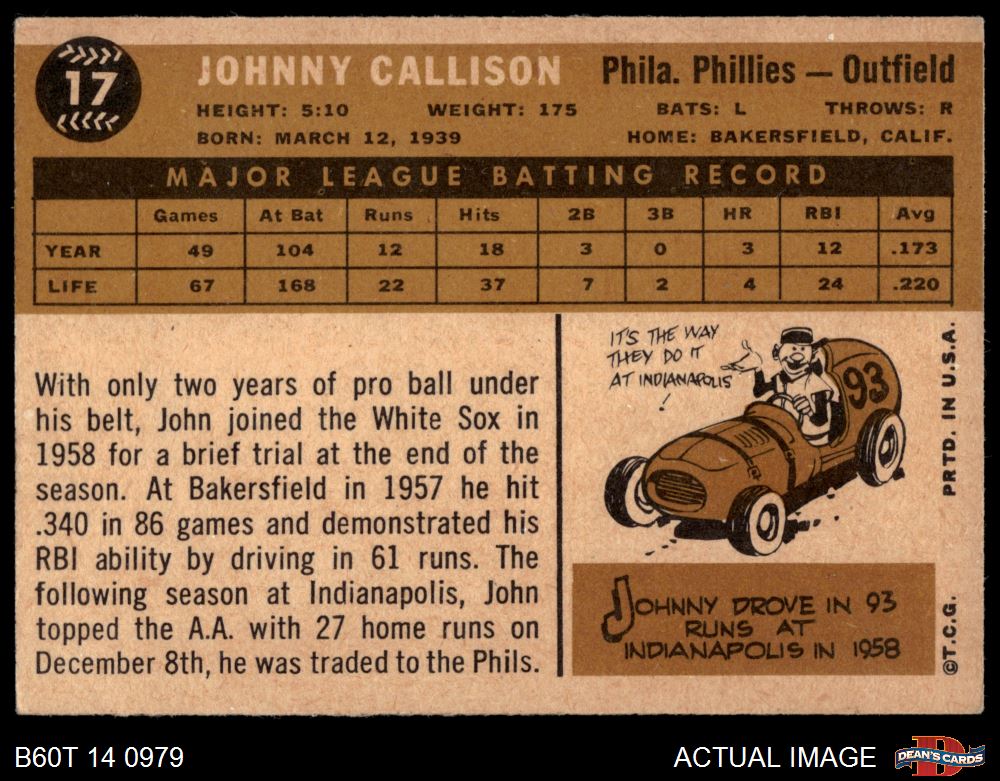 17
JOHNNY CALLISON Phila. Phillies — Outfield
HEIGHT: 5:10 WEIGHT: 175 BATS: L THROWS: R
BORN: MARCH 12, 1939 HOME: BAKERSFIELD, CALIF.
MAJOR LEAGUE BATTING RECORD
Games At Bat Runs Hits 2B 3B HR RBI Avg
YEAR 49 104 12 18 3 0 3 12 .173
LIFE 67 168 22 37 7 2 4 24 .220
With only two years of pro ball under
his belt, John joined the White Sox in
1958 for a brief trial at the end of the
season. At Bakersfield in 1957 he hit
.340 in 86 games and demonstrated his
RBI ability by driving in 61 runs. The
following season at Indianapolis, John
topped the A.A. with 27 home runs on
December 8th, he was traded to the Phils.
IT'S THE WAY
THEY DO IT
AT INDIANAPOLIS
!
93
JOHNNY DROVE IN 93
RUNS AT
INDIANAPOLIS IN 1958
©T.C.G. PRTD. IN U.S.A.
B60T 14 0979 ACTUAL IMAGE
D
DEAN'S CARDS